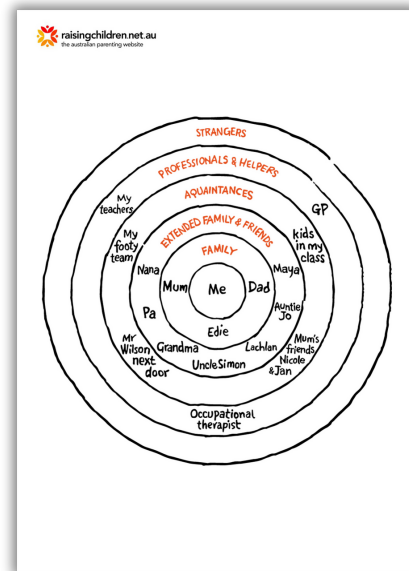 raisingchildren.net.au
the australian parenting website
STRANGERS
PROFESSIONALS & HELPERS
AQUAINTANCES
EXTENDED FAMILY & FRIENDS
FAMILY
My
teachers
GP
My
footy
team
kids
in my
class
Nana
Maya
Mum
Me
Dad
Pa
Auntie
Jo
Edie
Mr
Wilson
next
door
Grandma
Lachlan
Uncle Simon
Mum's
friends
Nicole
& Jan
Occupational
therapist